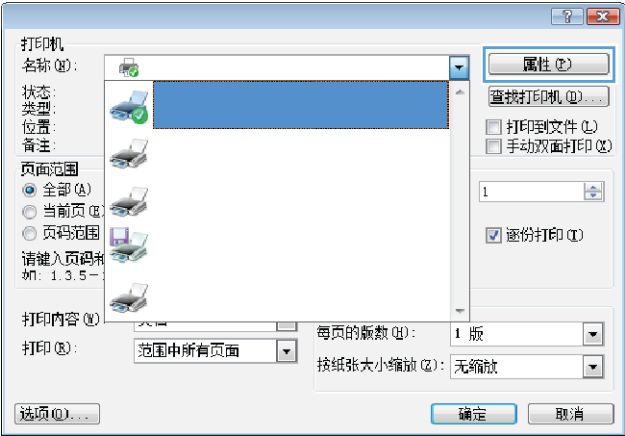 打印机
名称(N):
属性(P)
状态:
类型:
位置:
备注:
查找打印机(D)...
打印到文件(L)
手动双面打印(X)
页面范围
全部(A)
当前页(E)
页码范围
请键入页码和
如: 1.3.5-
1
逐份打印(T)
打印内容(W)
打印(R):
范围中所有页面
每页的版数(H):
1 版
按纸张大小缩放(Z):
无缩放
选项(O)...
确定
取消